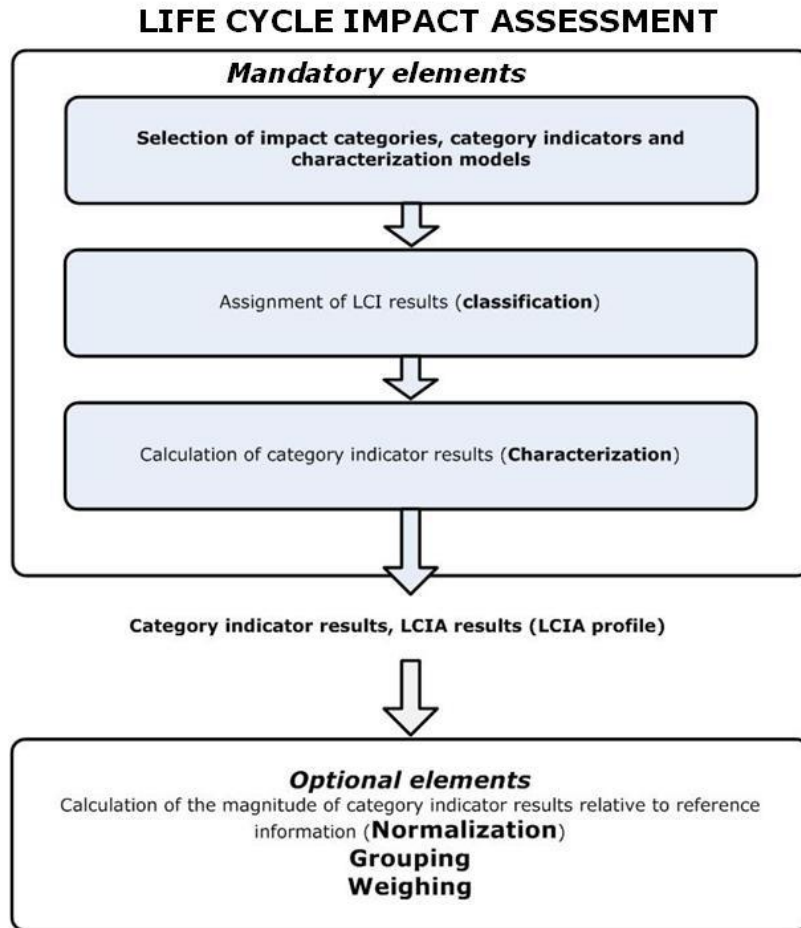 LIFE CYCLE IMPACT ASSESSMENT
Mandatory elements
Selection of impact categories, category indicators and
characterization models
Assignment of LCI results (classification)
Calculation of category indicator results (Characterization)
Category indicator results, LCIA results (LCIA profile)
Optional elements
Calculation of the magnitude of category indicator results relative to reference
information (Normalization)
Grouping
Weighing